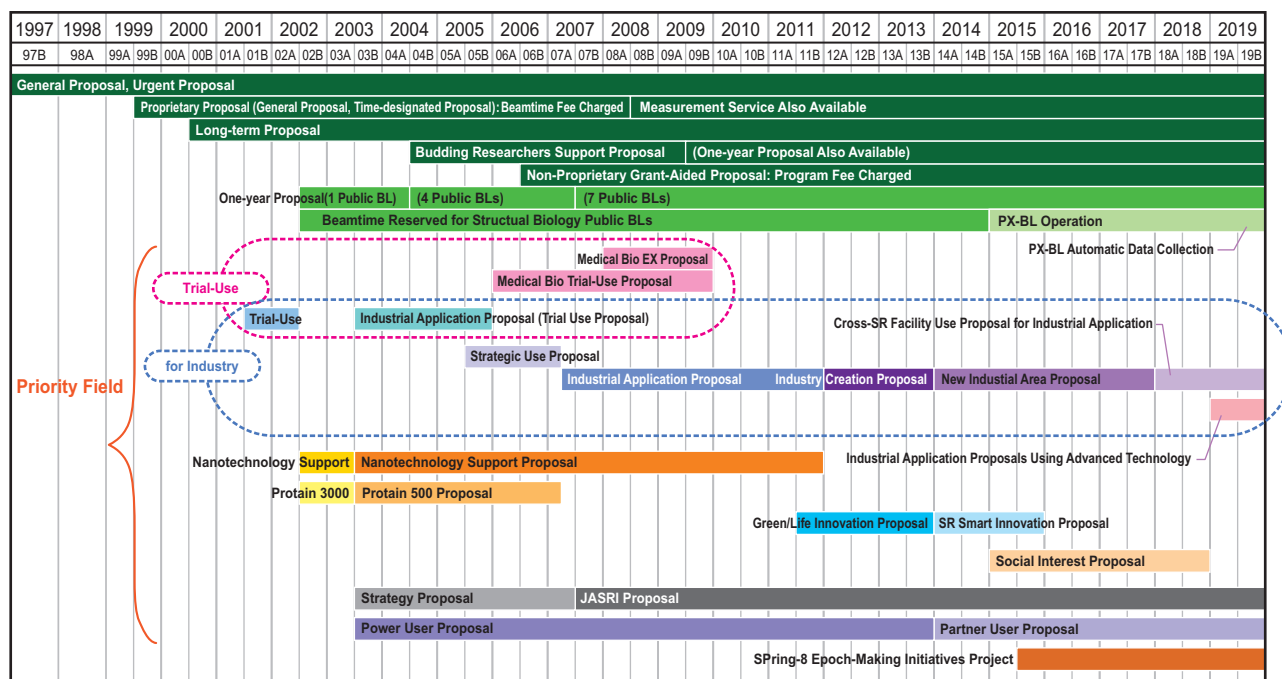 1997 1998 1999 2000 2001 2002 2003 2004 2005 2006 2007 2008 2009 2010 2011 2012 2013 2014 2015 2016 2017 2018 2019
97B 98A 99A 99B 00A 00B 01A 01B 02A 02B 03A 03B 04A 04B 05A 05B 06A 06B 07A 07B 08A 08B 09A 09B 10A 10B 11A 11B 12A 12B 13A 13B 14A 14B 15A 15B 16A 16B 17A 17B 18A 18B 19A 19B
General Proposal, Urgent Proposal
Proprietary Proposal (General Proposal, Time-designated Proposal): Beamtime Fee Charged Measurement Service Also Available
Long-term Proposal
Budding Researchers Support Proposal (One-year Proposal Also Available)
Non-Proprietary Grant-Aided Proposal: Program Fee Charged
One-year Proposal(1 Public BL) (4 Public BLs) (7 Public BLs)
Beamtime Reserved for Structual Biology Public BLs PX-BL Operation
PX-BL Automatic Data Collection
Medical Bio EX Proposal
Medical Bio Trial-Use Proposal
Trial-Use
Trial-Use Industrial Application Proposal (Trial Use Proposal)
Cross-SR Facility Use Proposal for Industrial Application
Strategic Use Proposal
for Industry
Industrial Application Proposal Industry Creation Proposal New Industial Area Proposal
Priority Field
Industrial Application Proposals Using Advanced Technology
Nanotechnology Support Nanotechnology Support Proposal
Protain 3000 Protain 500 Proposal
Green/Life Innovation Proposal SR Smart Innovation Proposal
Social Interest Proposal
Strategy Proposal JASRI Proposal
Power User Proposal Partner User Proposal
SPring-8 Epoch-Making Initiatives Project